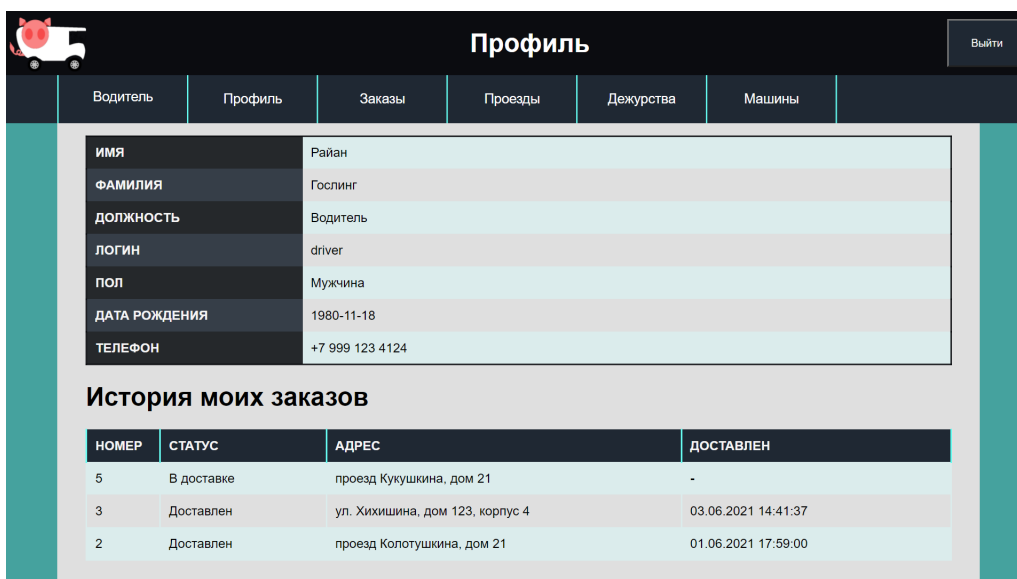 Профиль
Выйти
Водитель Профиль Заказы Проезды Дежурства Машины
ИМЯ Райан
ФАМИЛИЯ Гослинг
ДОЛЖНОСТЬ Водитель
ЛОГИН driver
ПОЛ Мужчина
ДАТА РОЖДЕНИЯ 1980-11-18
ТЕЛЕФОН +7 999 123 4124
История моих заказов
НОМЕР СТАТУС АДРЕС ДОСТАВЛЕН
5 В доставке проезд Кукушкина, дом 21 -
3 Доставлен ул. Хихишина, дом 123, корпус 4 03.06.2021 14:41:37
2 Доставлен проезд Колотушкина, дом 21 01.06.2021 17:59:00